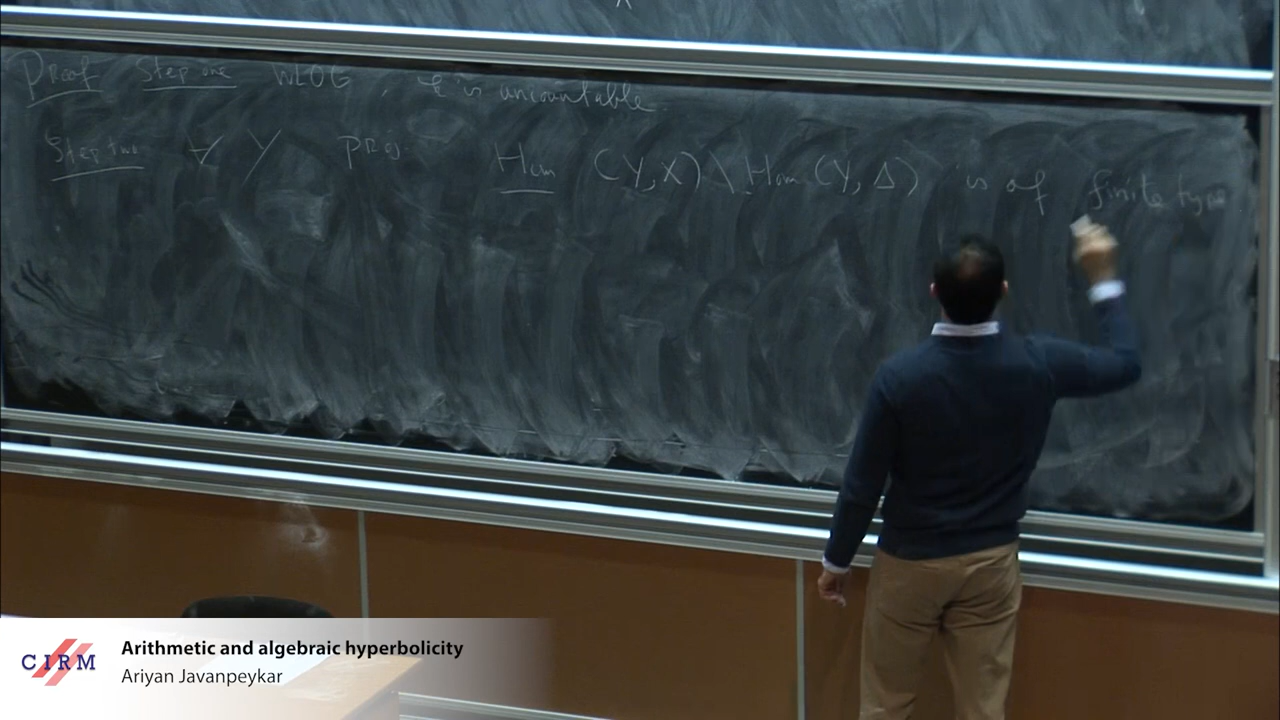 Proof Step one WLOG, k is uncountable.
Step two ∀ Y proj. Hom (Y,X) \ Hom (Y, Δ) is of finite type
CIRM
Arithmetic and algebraic hyperbolicity
Ariyan Javanpeykar